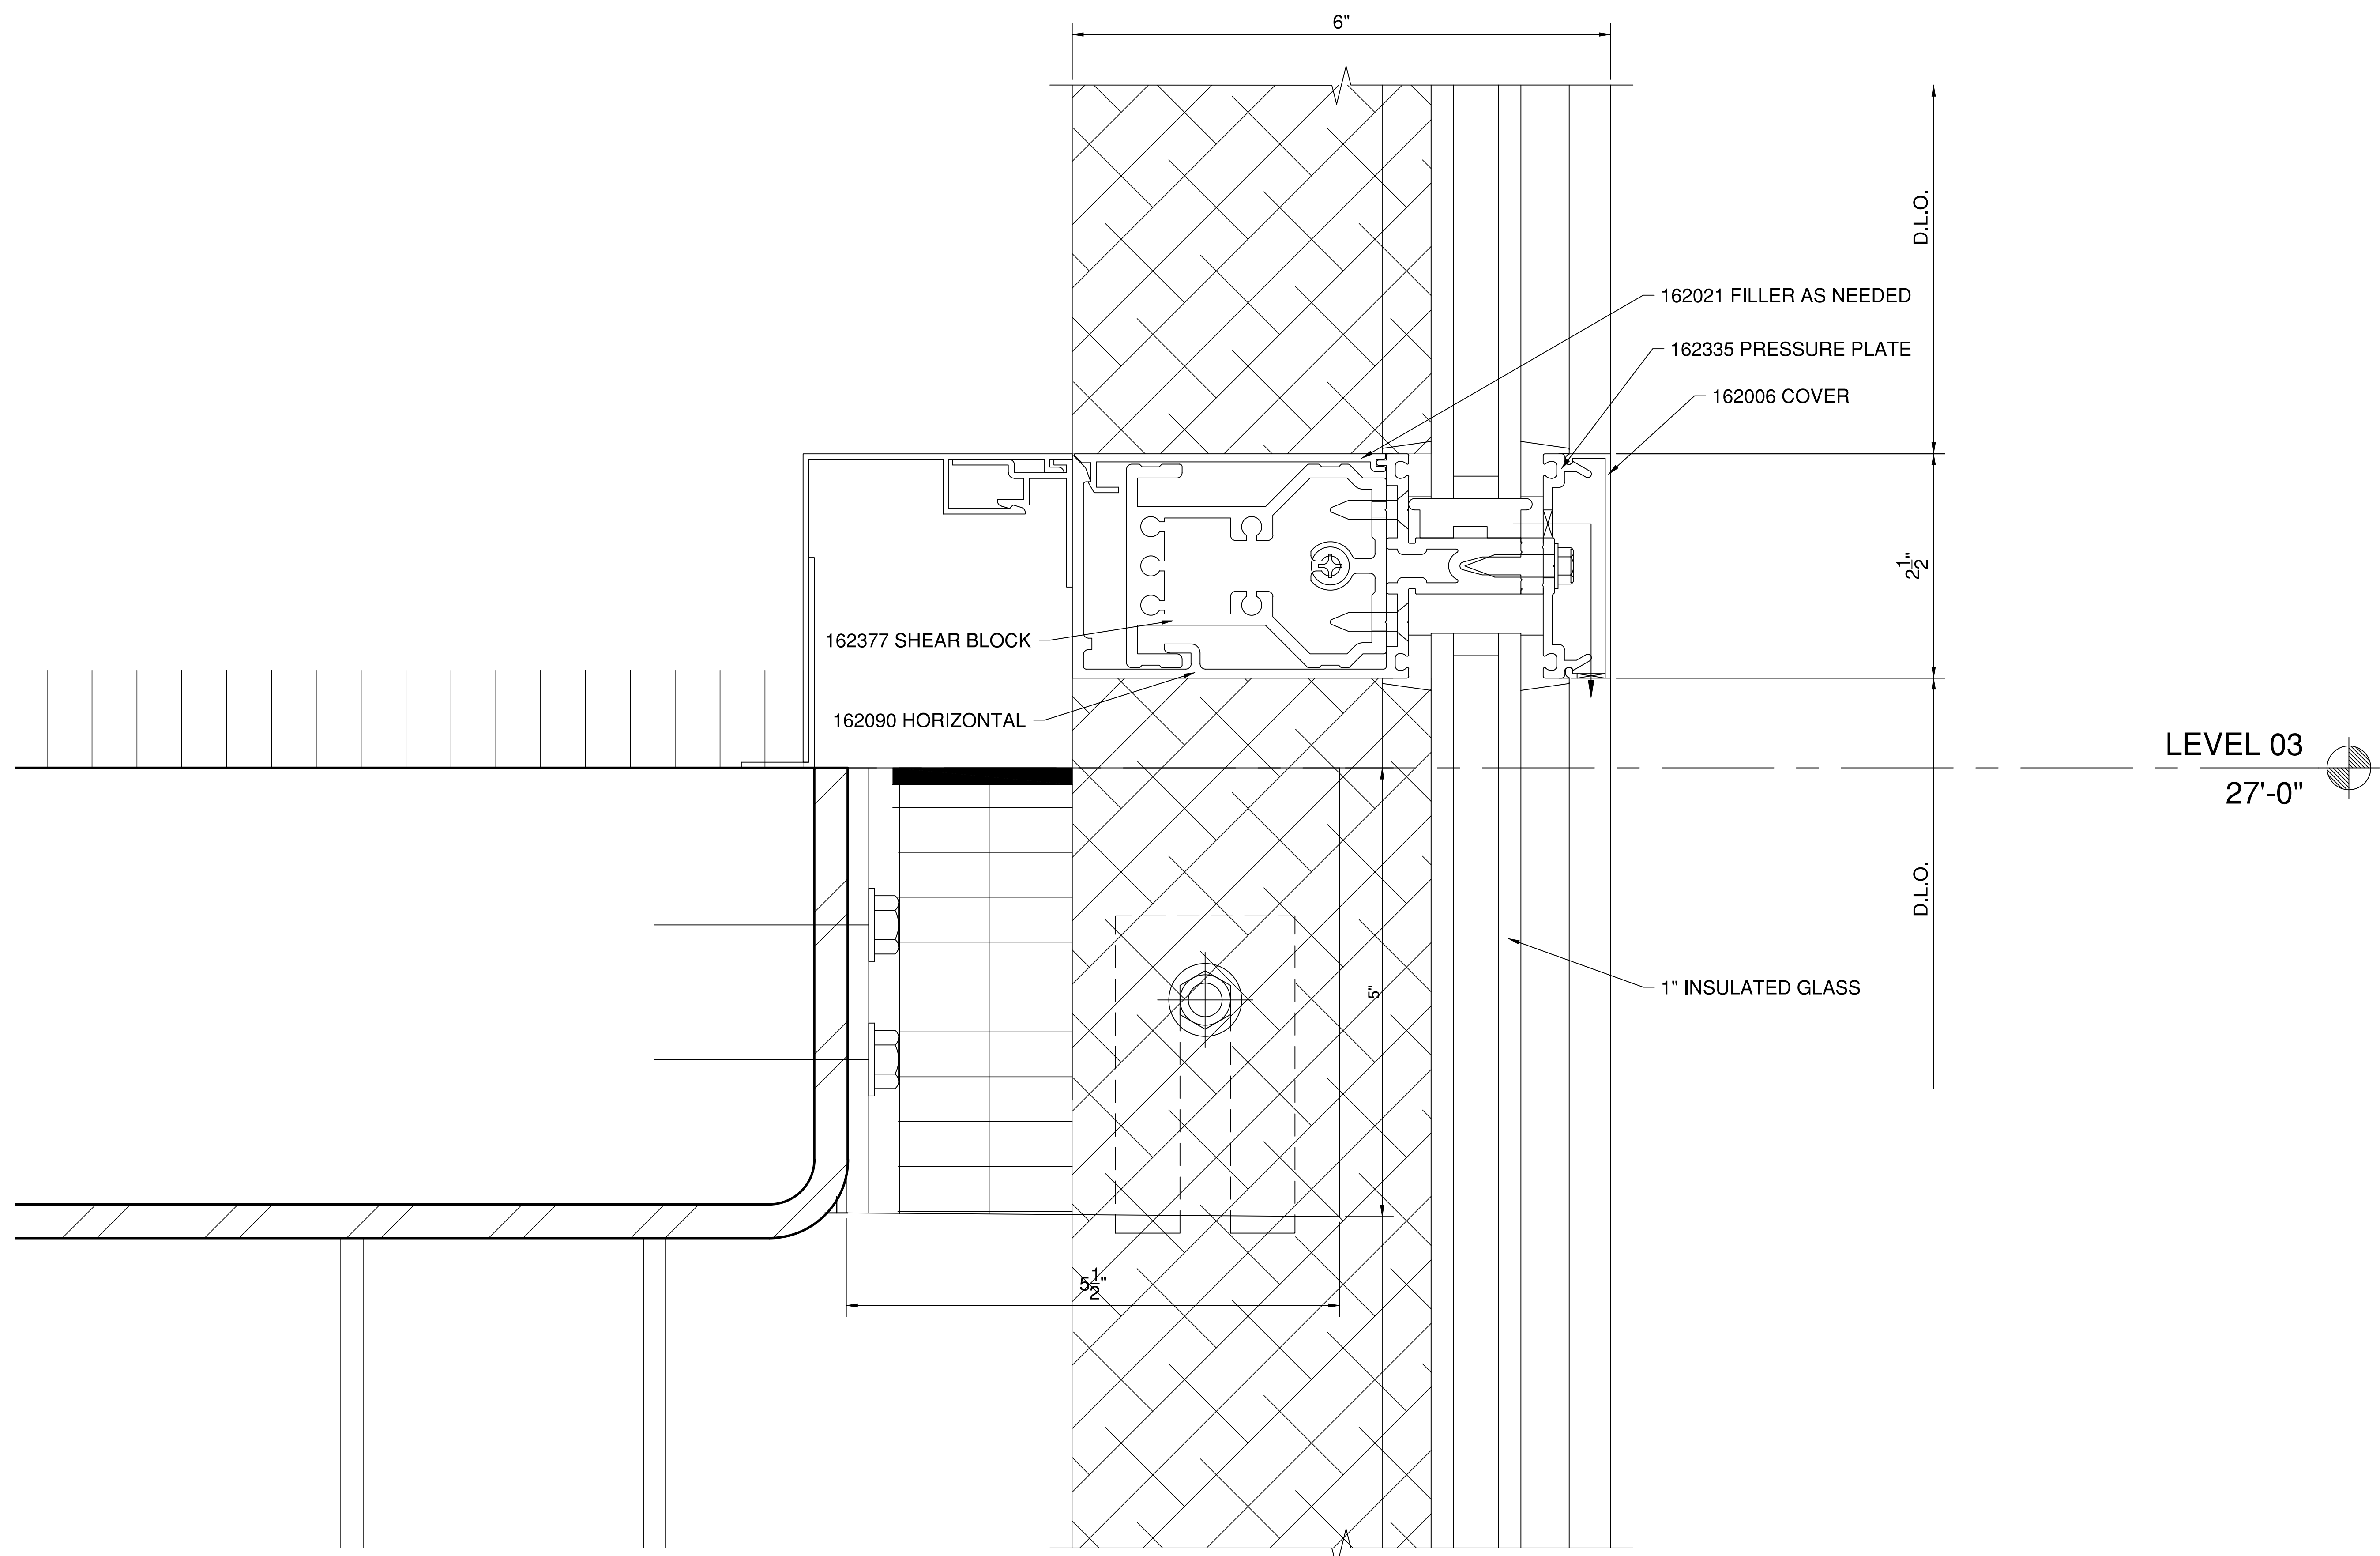 6"
D.L.O.
162021 FILLER AS NEEDED
162335 PRESSURE PLATE
162006 COVER
2 1/2"
162377 SHEAR BLOCK
162090 HORIZONTAL
LEVEL 03
27'-0"
D.L.O.
5"
1" INSULATED GLASS
5 1/2"